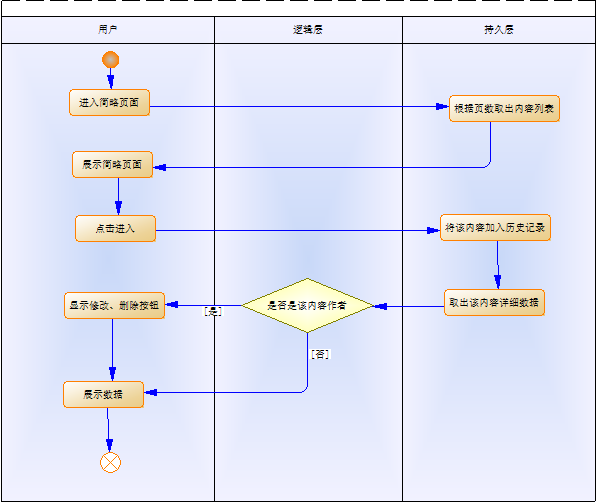 用户
逻辑层
持久层
进入简略页面
根据页数取出内容列表
展示简略页面
点击进入
将该内容加入历史记录
显示修改、删除按钮
[是]
是否是该内容作者
取出该内容详细数据
[否]
展示数据